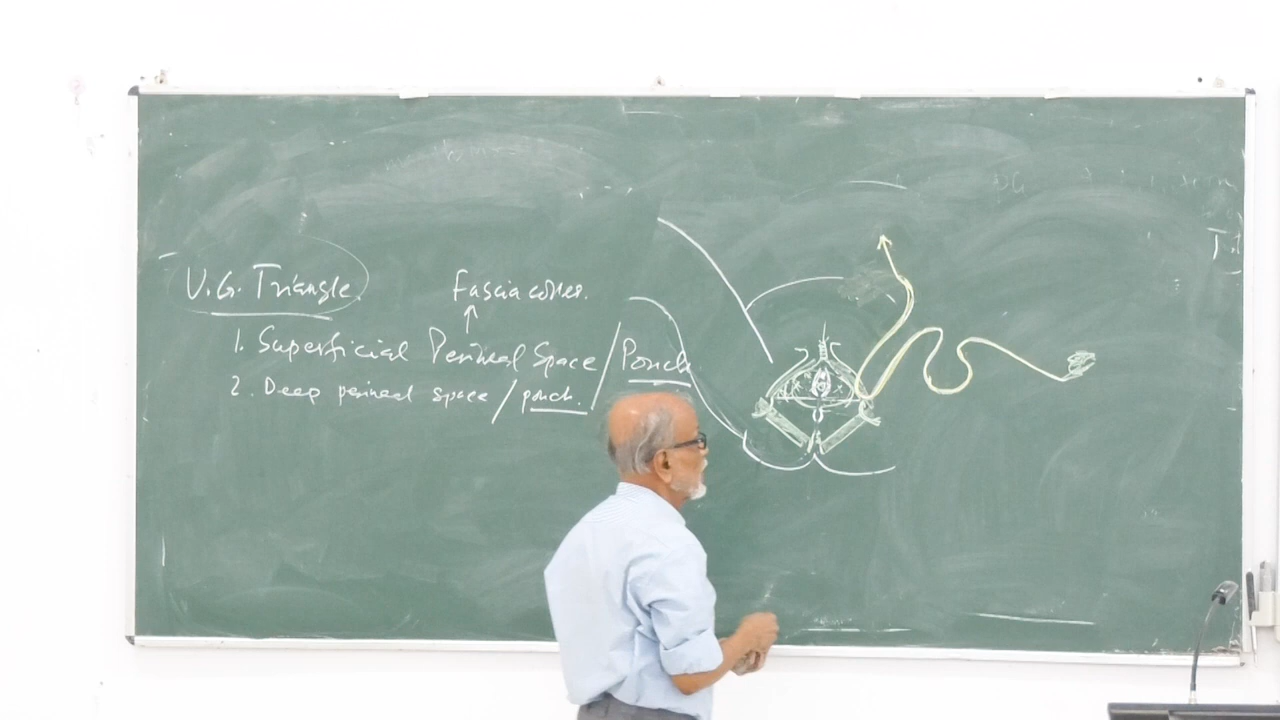 U.G. Triangle
Fascia colles.
↑
1. Superficial Perineal Space / Pouch
2. Deep perineal space / pouch.